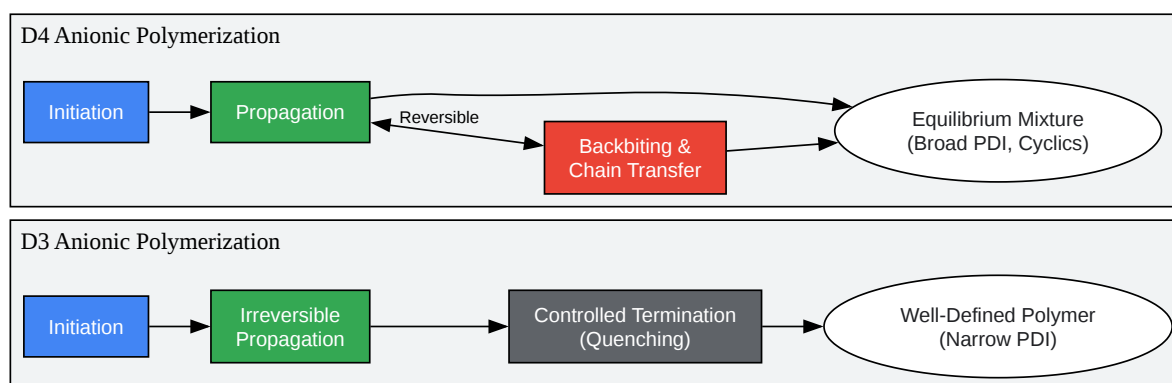 D4 Anionic Polymerization
Initiation
Propagation
Reversible
Backbiting &
Chain Transfer
Equilibrium Mixture
(Broad PDI, Cyclics)
D3 Anionic Polymerization
Initiation
Irreversible
Propagation
Controlled Termination
(Quenching)
Well-Defined Polymer
(Narrow PDI)